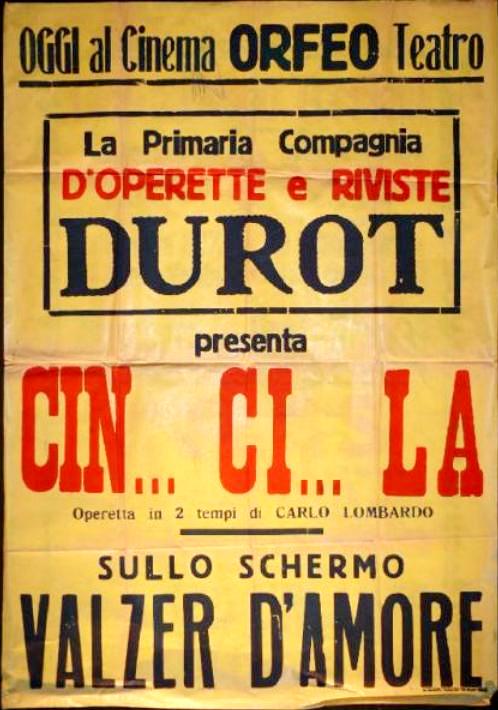 OGGI al Cinema ORFEO Teatro
La Primaria Compagnia
D'OPERETTE e RIVISTE
DUROT
presenta
CIN... CI... LA
Operetta in 2 tempi di CARLO LOMBARDO
SULLO SCHERMO
VALZER D'AMORE